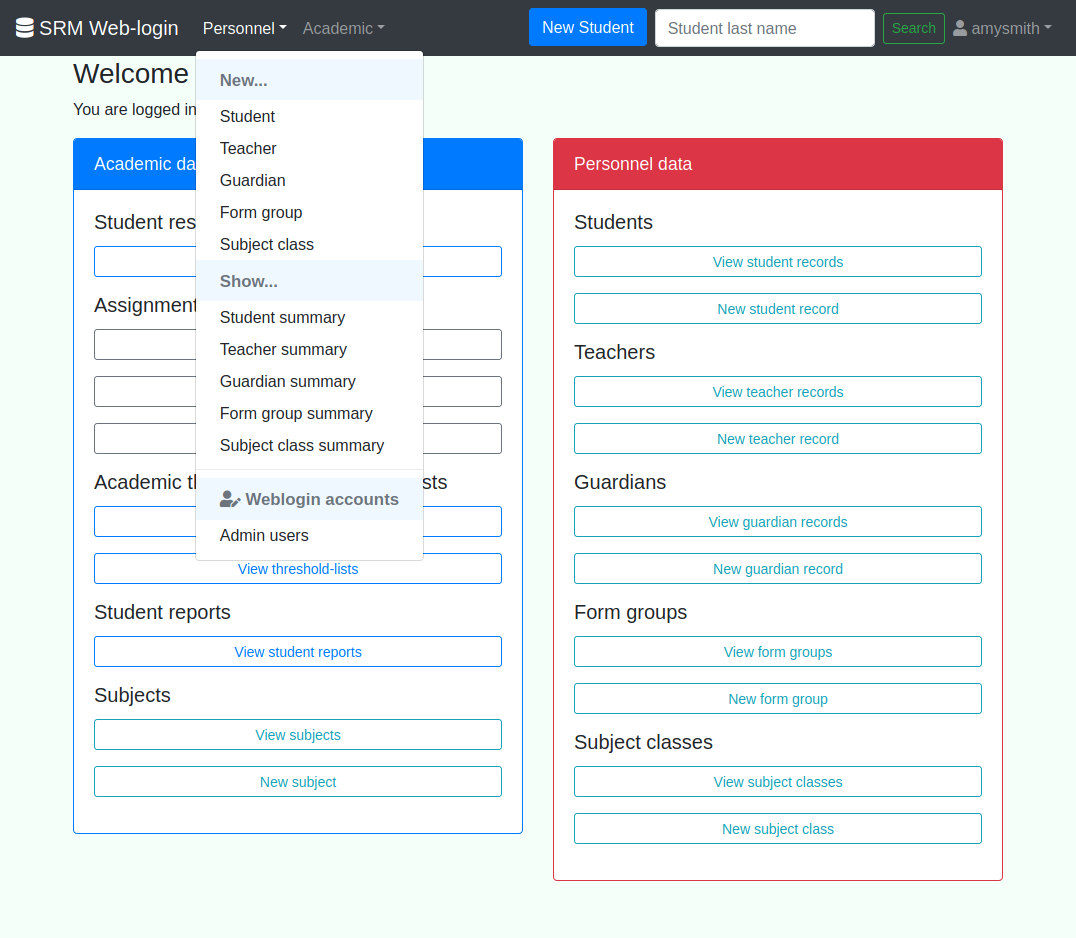 SRM Web-login Personnel Academic New Student Student last name Search amysmith
Welcome
You are logged in
New...
Student
Teacher
Guardian
Form group
Subject class
Show...
Student summary
Teacher summary
Guardian summary
Form group summary
Subject class summary
Weblogin accounts
Admin users
Academic da
Student res
Assignment
Academic th sts
View threshold-lists
Student reports
View student reports
Subjects
View subjects
New subject
Personnel data
Students
View student records
New student record
Teachers
View teacher records
New teacher record
Guardians
View guardian records
New guardian record
Form groups
View form groups
New form group
Subject classes
View subject classes
New subject class